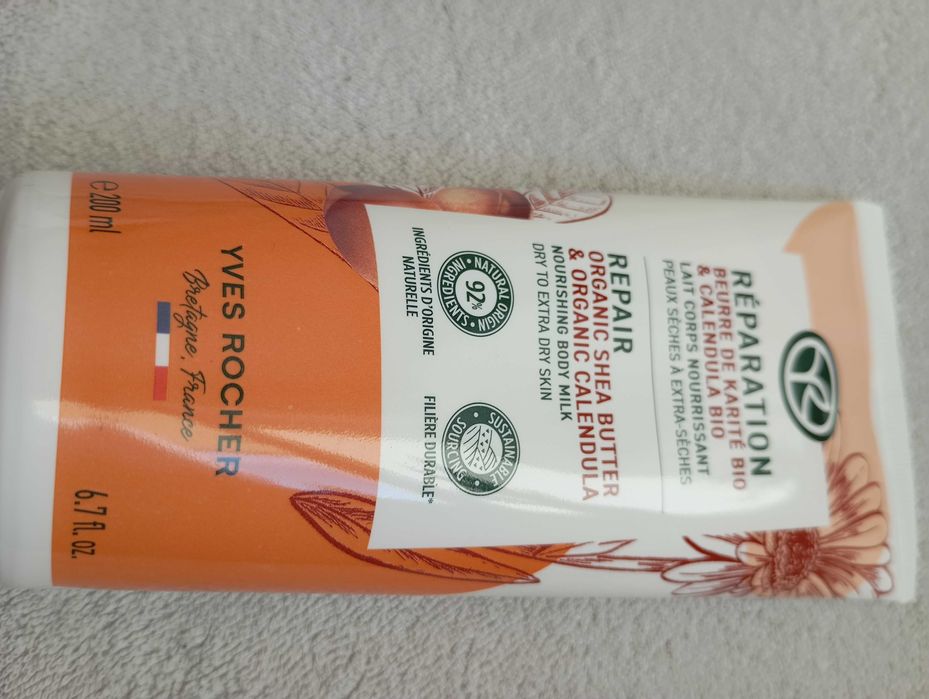 RÉPARATION
BEURRE DE KARITÉ BIO
& CALENDULA BIO
LAIT CORPS NOURRISSANT
PEAUX SÈCHES À EXTRA-SÈCHES
REPAIR
ORGANIC SHEA BUTTER
& ORGANIC CALENDULA
NOURISHING BODY MILK
DRY TO EXTRA DRY SKIN
NATURAL ORIGIN
92%
INGREDIENTS
SUSTAINABLE
SOURCING
INGRÉDIENTS D'ORIGINE
NATURELLE
FILIÈRE DURABLE*
YVES ROCHER
Bretagne, France
e 200 ml
6.7 fl. oz.